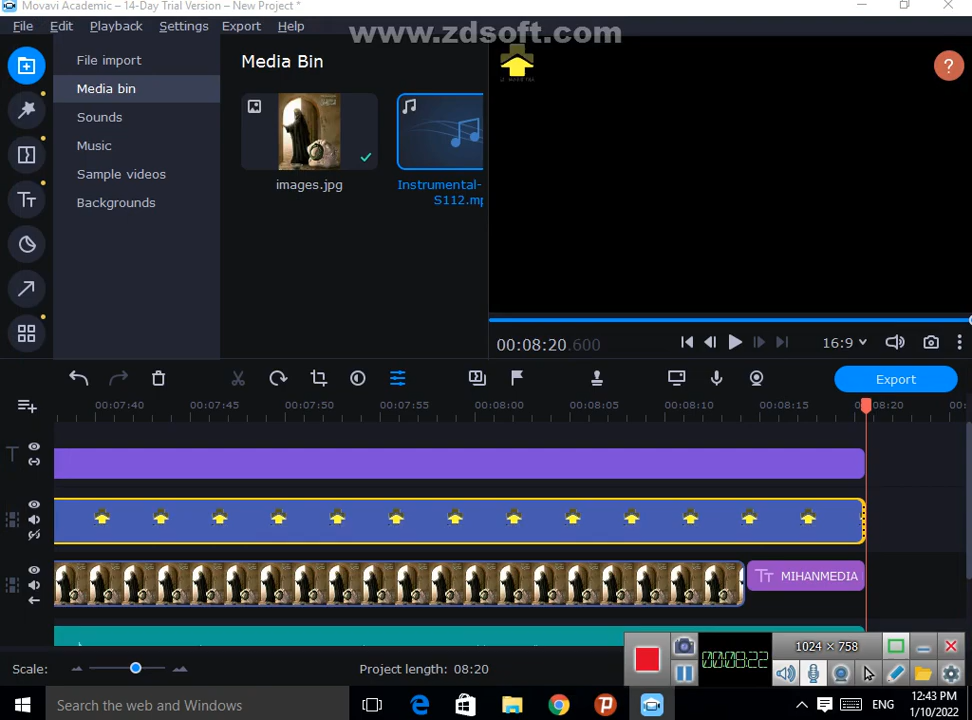 Movavi Academic – 14-Day Trial Version – New Project *
File Edit Playback Settings Export Help
www.zdsoft.com
File import
Media bin
Sounds
Music
Sample videos
Backgrounds
Media Bin
images.jpg
Instrumental-
S112.mp
?
00:08:20.600
16:9
Export
00:07:40 00:07:45 00:07:50 00:07:55 00:08:00 00:08:05 00:08:10 00:08:15 08:20 00:
MIHANMEDIA
1024 × 758
00:08:22
Scale:
Project length: 08:20
Search the web and Windows
ENG
12:43 PM
1/10/2022